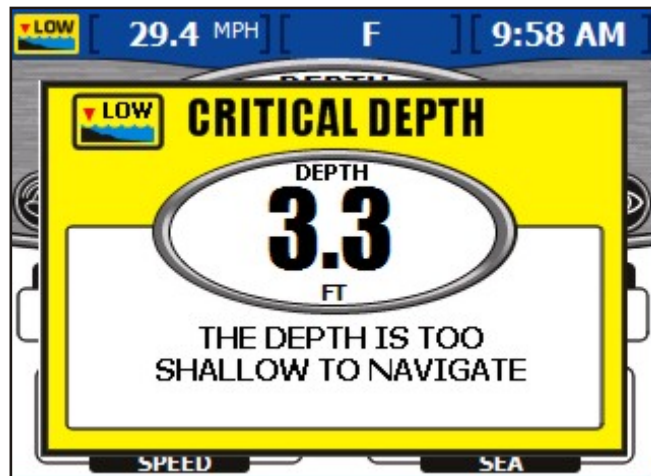 LOW 29.4 MPH F 9:58 AM
DEPTH
LOW CRITICAL DEPTH
DEPTH
3.3
FT
THE DEPTH IS TOO
SHALLOW TO NAVIGATE
SPEED SEA